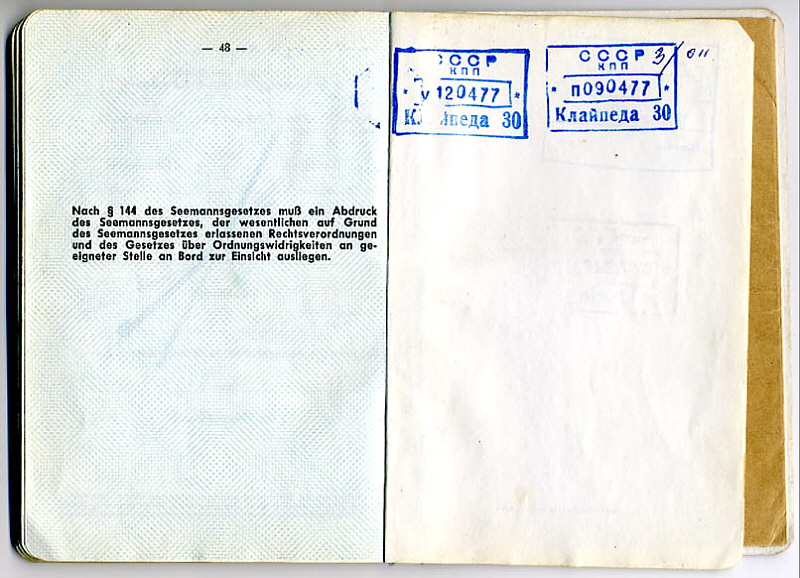 — 48 —
Nach § 144 des Seemannsgesetzes muß ein Abdruck
des Seemannsgesetzes, der wesentlichen auf Grund
des Seemannsgesetzes erlassenen Rechtsverordnungen
und des Gesetzes über Ordnungswidrigkeiten an ge-
eigneter Stelle an Bord zur Einsicht ausliegen.
СССР
КПП
* У 120477 *
Клайпеда 30
СССР
КПП
* П090477 *
Клайпеда 30